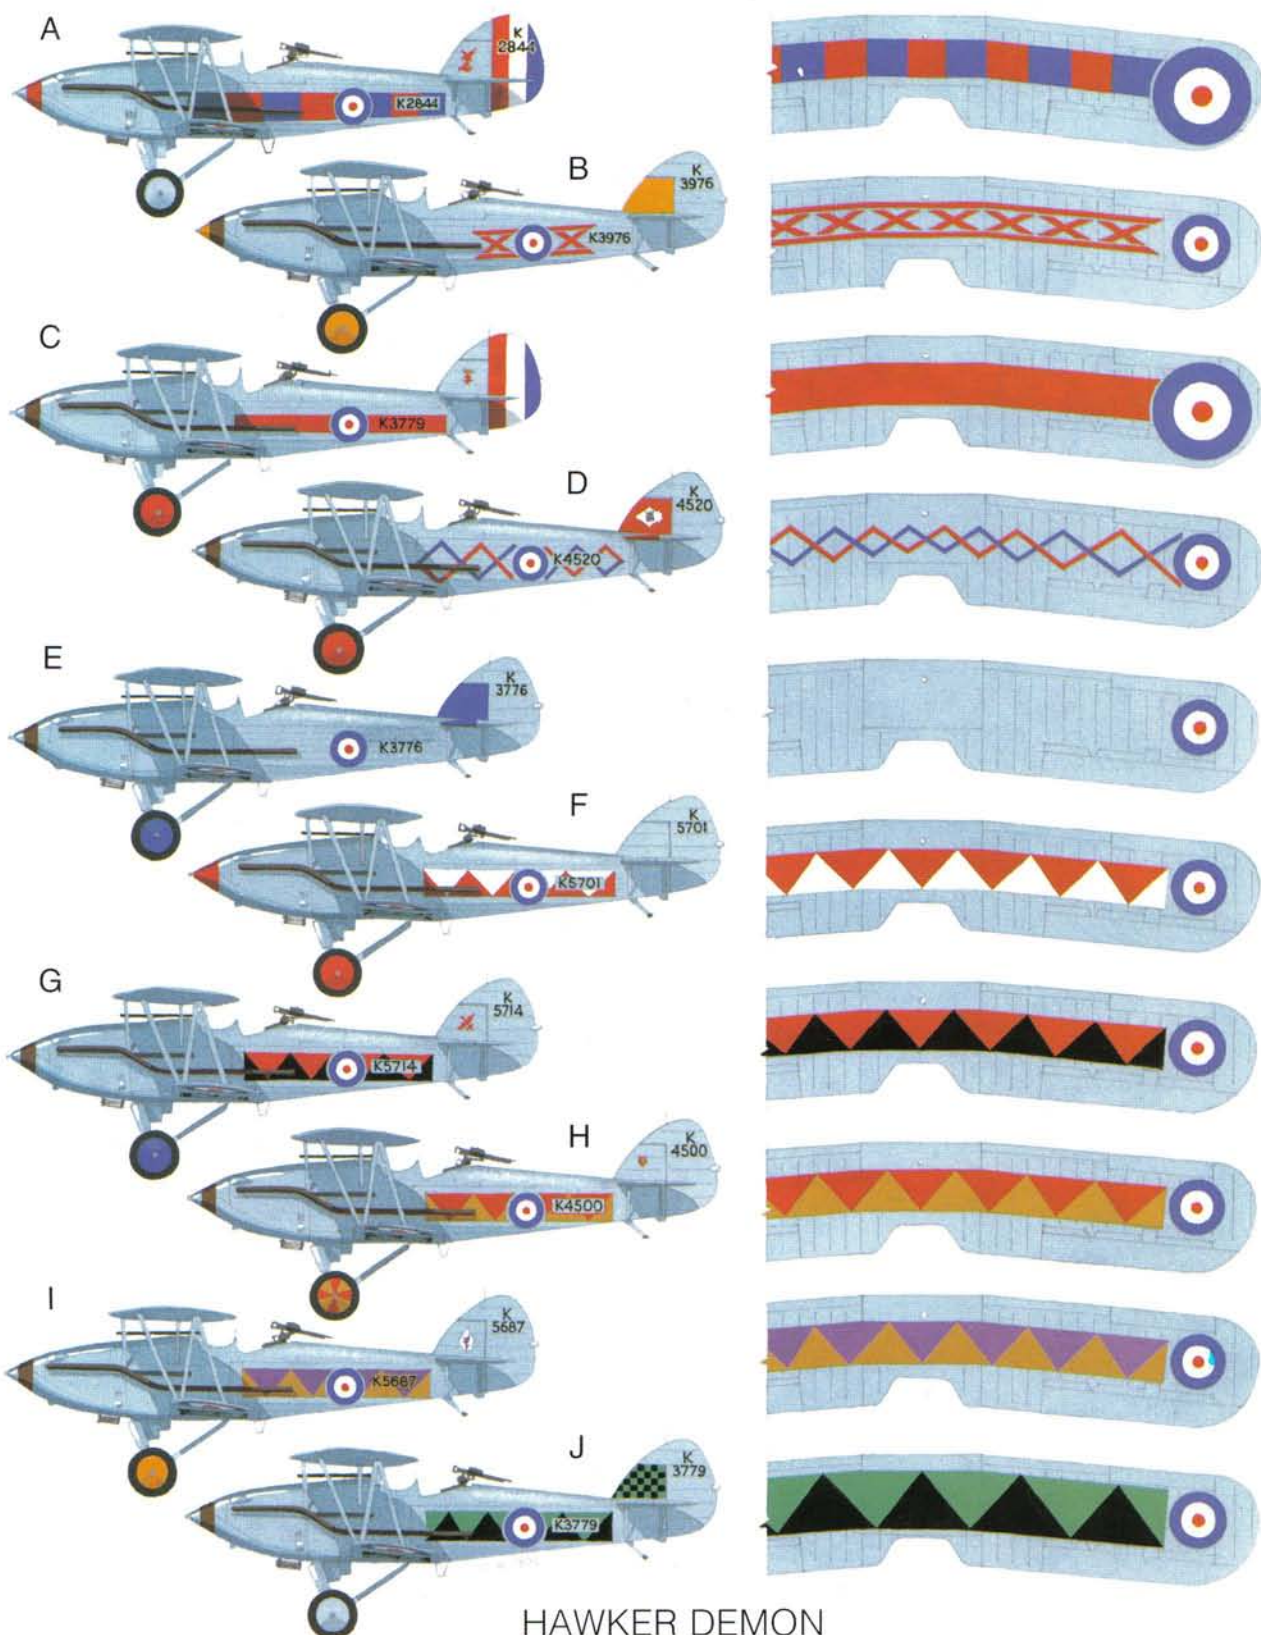 A
K
2844
K2844
B
K
3976
K3976
C
K3779
D
K
4520
K4520
E
K
3776
K3776
F
K
5701
K5701
G
K
5714
K5714
H
K
4500
K4500
I
K
5687
K5687
J
K
3779
K3779
HAWKER DEMON